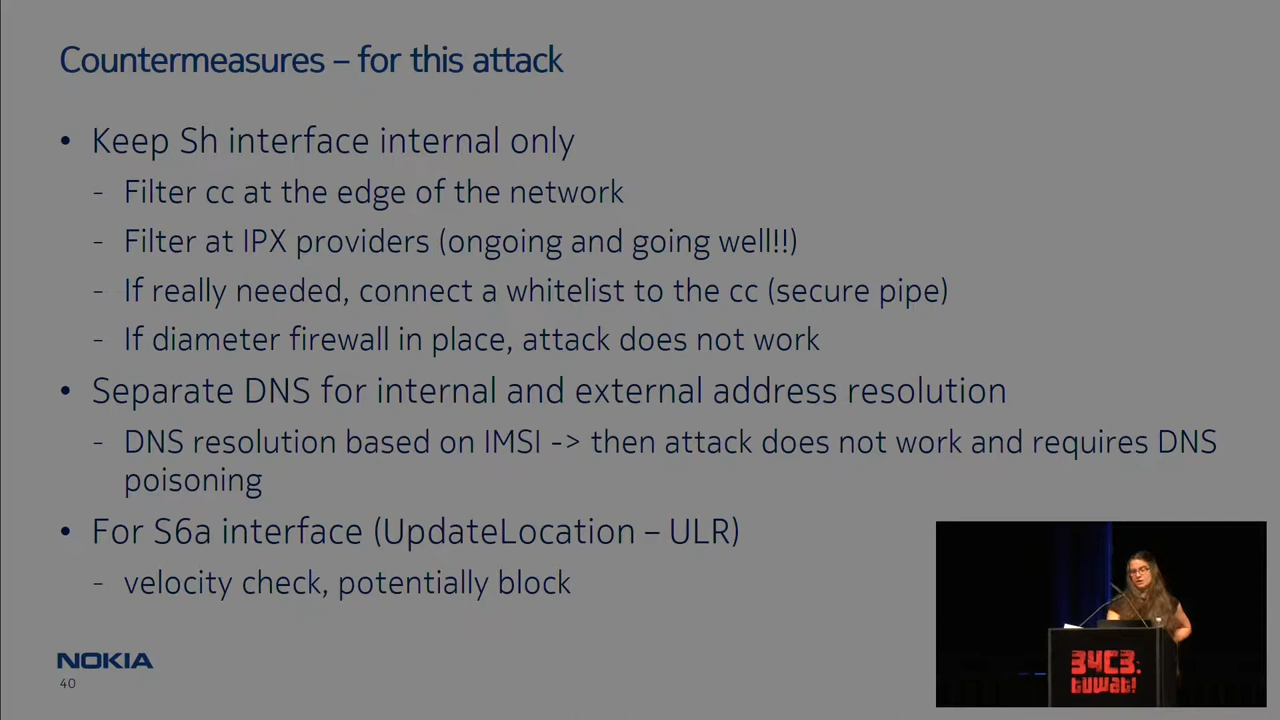 Countermeasures – for this attack
• Keep Sh interface internal only
- Filter cc at the edge of the network
- Filter at IPX providers (ongoing and going well!!)
- If really needed, connect a whitelist to the cc (secure pipe)
- If diameter firewall in place, attack does not work
• Separate DNS for internal and external address resolution
- DNS resolution based on IMSI -> then attack does not work and requires DNS
poisoning
• For S6a interface (UpdateLocation – ULR)
- velocity check, potentially block
NOKIA
40
34C3:
tuwat!